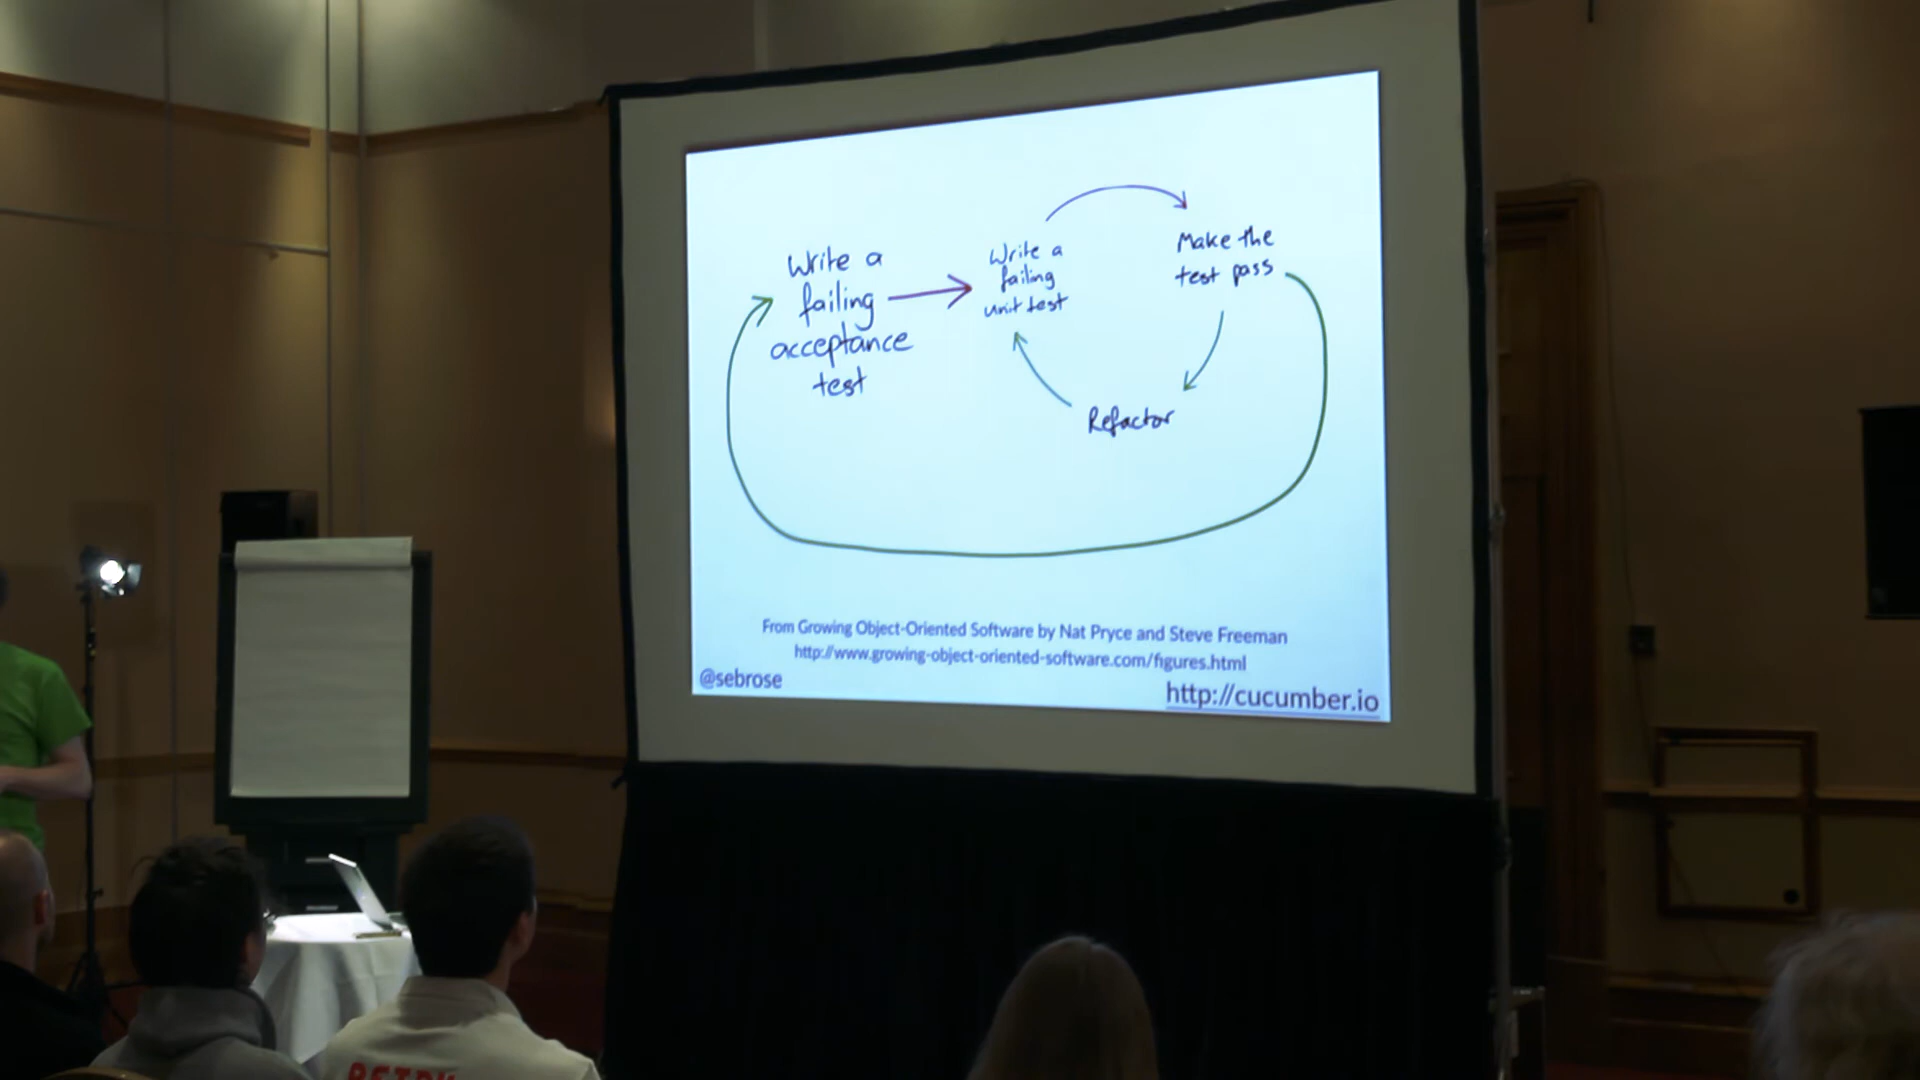 Write a
failing
acceptance
test
Write a
failing
unit test
Make the
test pass
Refactor
From Growing Object-Oriented Software by Nat Pryce and Steve Freeman
http://www.growing-object-oriented-software.com/figures.html
@sebrose
http://cucumber.io